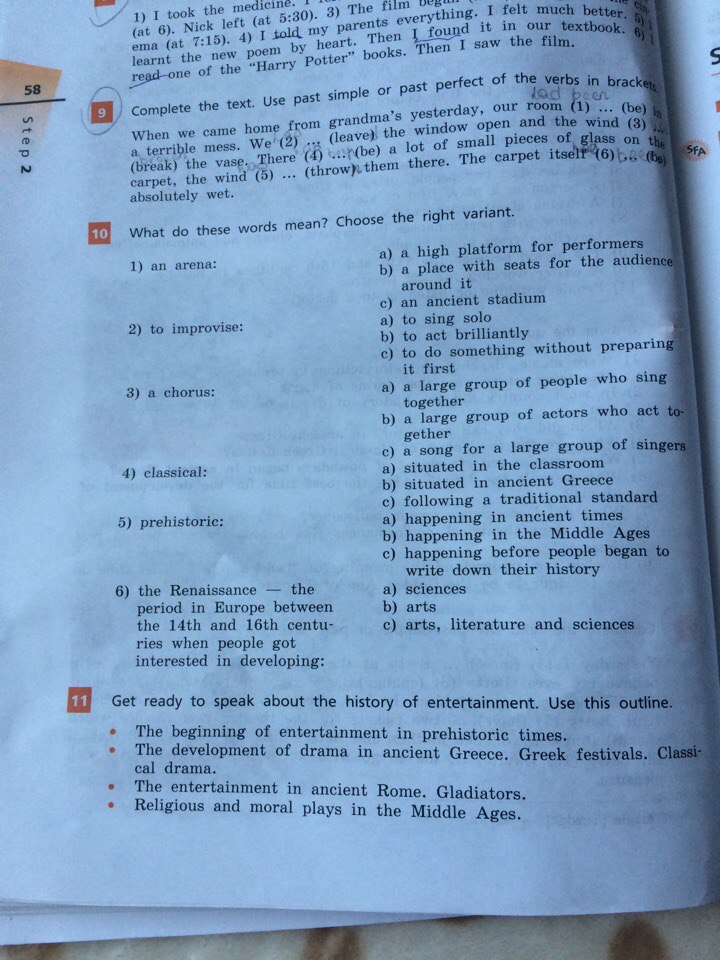 1) I took the medicine.
(at 6). Nick left (at 5:30). 3) The film began
ema (at 7:15). 4) I told my parents everything. I felt much better. 5) I
learnt the new poem by heart. Then I found it in our textbook. 6) I
read one of the “Harry Potter” books. Then I saw the film.
58
Step 2
9 Complete the text. Use past simple or past perfect of the verbs in brackets.
had been
When we came home from grandma’s yesterday, our room (1) ... (be) in
a terrible mess. We (2) ... (leave) the window open and the wind (3) ...
(break) the vase. There (4) ... (be) a lot of small pieces of glass on the
carpet, the wind (5) ... (throw) them there. The carpet itself (6) ... (be)
absolutely wet.
SFA
10 What do these words mean? Choose the right variant.
1) an arena:
a) a high platform for performers
b) a place with seats for the audience
around it
c) an ancient stadium
2) to improvise:
a) to sing solo
b) to act brilliantly
c) to do something without preparing
it first
3) a chorus:
a) a large group of people who sing
together
b) a large group of actors who act to-
gether
c) a song for a large group of singers
4) classical:
a) situated in the classroom
b) situated in ancient Greece
c) following a traditional standard
5) prehistoric:
a) happening in ancient times
b) happening in the Middle Ages
c) happening before people began to
write down their history
6) the Renaissance — the
period in Europe between
the 14th and 16th centu-
ries when people got
interested in developing:
a) sciences
b) arts
c) arts, literature and sciences
11 Get ready to speak about the history of entertainment. Use this outline.
• The beginning of entertainment in prehistoric times.
• The development of drama in ancient Greece. Greek festivals. Classi-
cal drama.
• The entertainment in ancient Rome. Gladiators.
• Religious and moral plays in the Middle Ages.